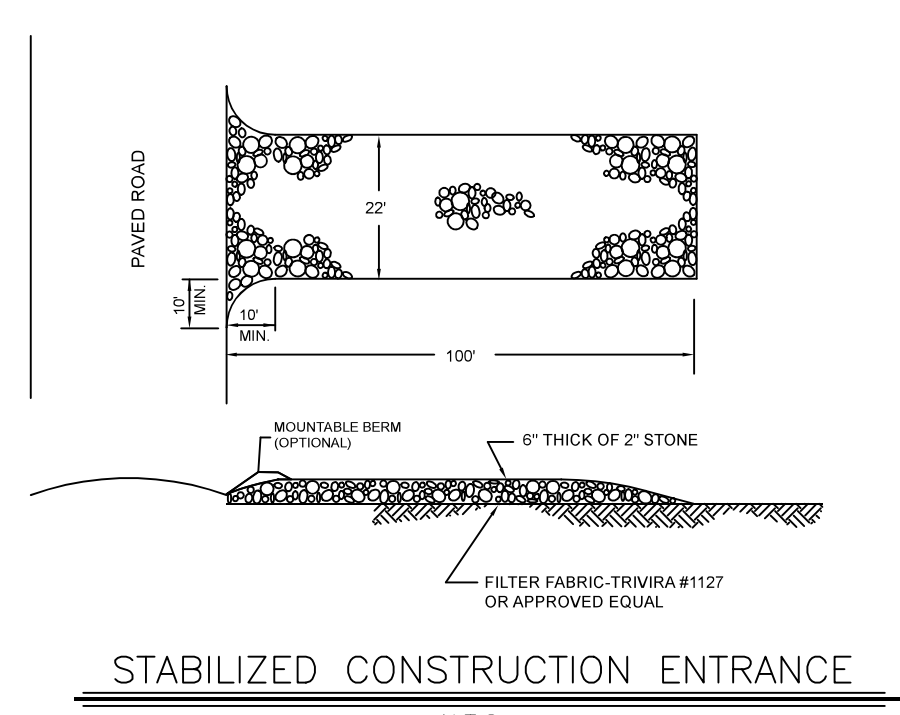 PAVED ROAD
22'
10'
MIN.
10'
MIN.
100'
MOUNTABLE BERM
(OPTIONAL)
6" THICK OF 2" STONE
FILTER FABRIC-TRIVIRA #1127
OR APPROVED EQUAL
STABILIZED CONSTRUCTION ENTRANCE